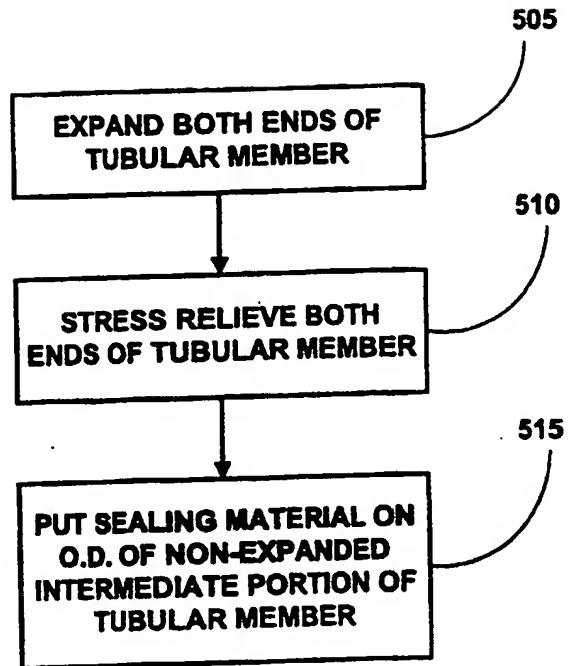 505
EXPAND BOTH ENDS OF
TUBULAR MEMBER
510
STRESS RELIEVE BOTH
ENDS OF TUBULAR MEMBER
515
PUT SEALING MATERIAL ON
O.D. OF NON-EXPANDED
INTERMEDIATE PORTION OF
TUBULAR MEMBER